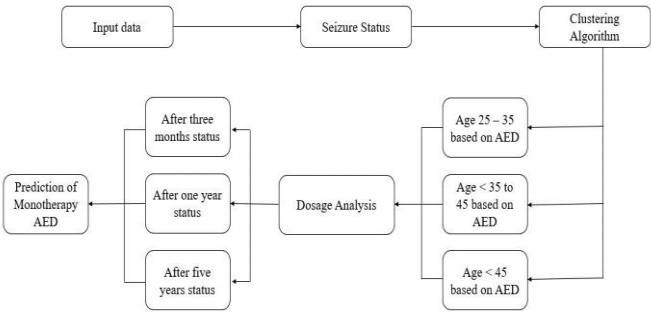 Input data
Seizure Status
Clustering
Algorithm
After three
months status
Age 25 – 35
based on AED
Prediction of
Monotherapy
AED
After one year
status
Dosage Analysis
Age < 35 to
45 based on
AED
After five
years status
Age < 45
based on AED